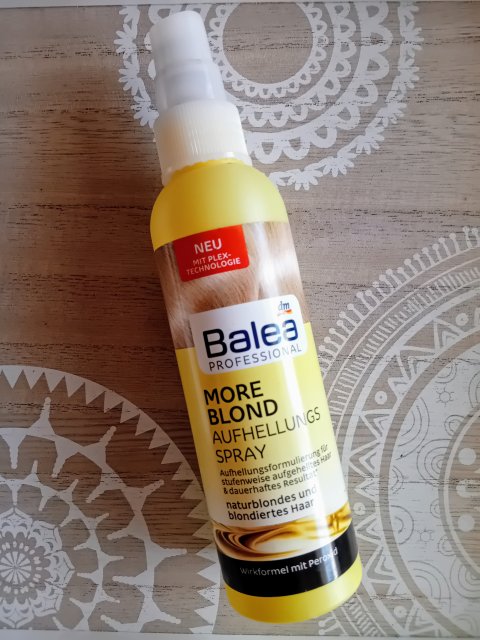 NEU
MIT PLEX-
TECHNOLOGIE
dm
Balea
PROFESSIONAL
MORE
BLOND
AUFHELLUNGS
SPRAY
Aufhellungsformulierung für
stufenweise aufgehelltes Haar
& dauerhaftes Resultat*
naturblondes und
blondiertes Haar
Wirkformel mit Peroxid